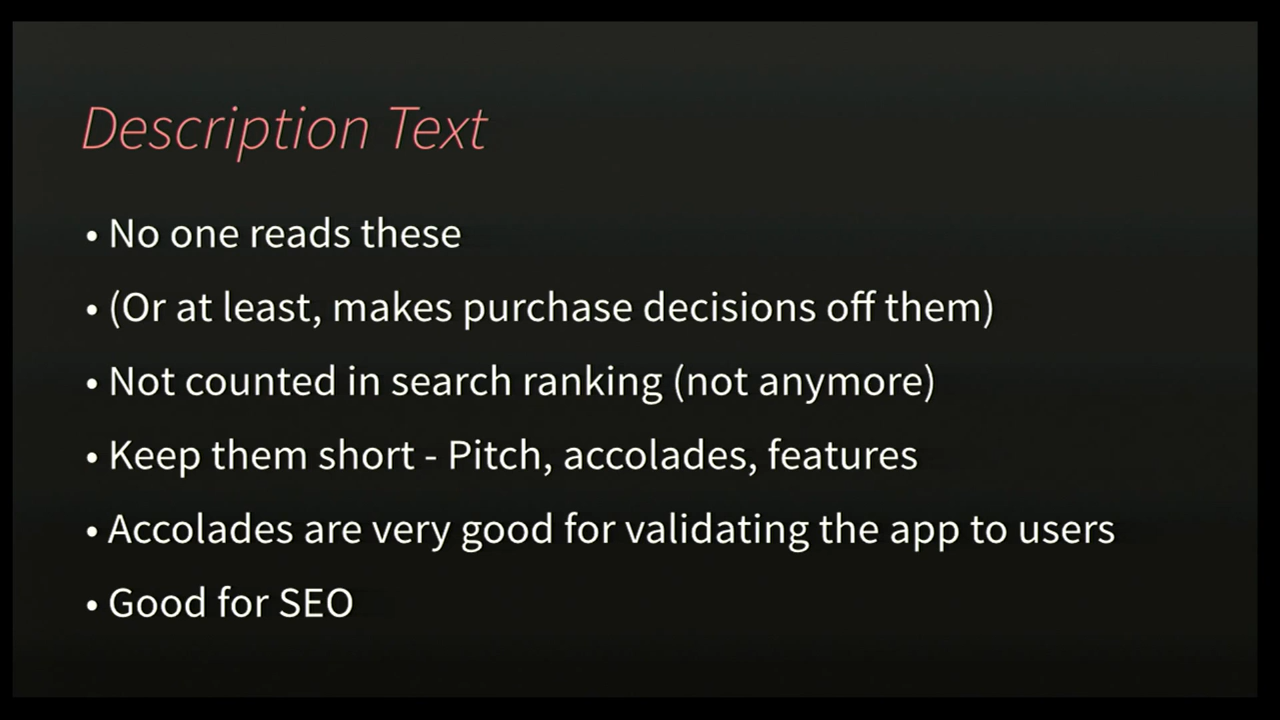 Description Text
• No one reads these
• (Or at least, makes purchase decisions off them)
• Not counted in search ranking (not anymore)
• Keep them short - Pitch, accolades, features
• Accolades are very good for validating the app to users
• Good for SEO